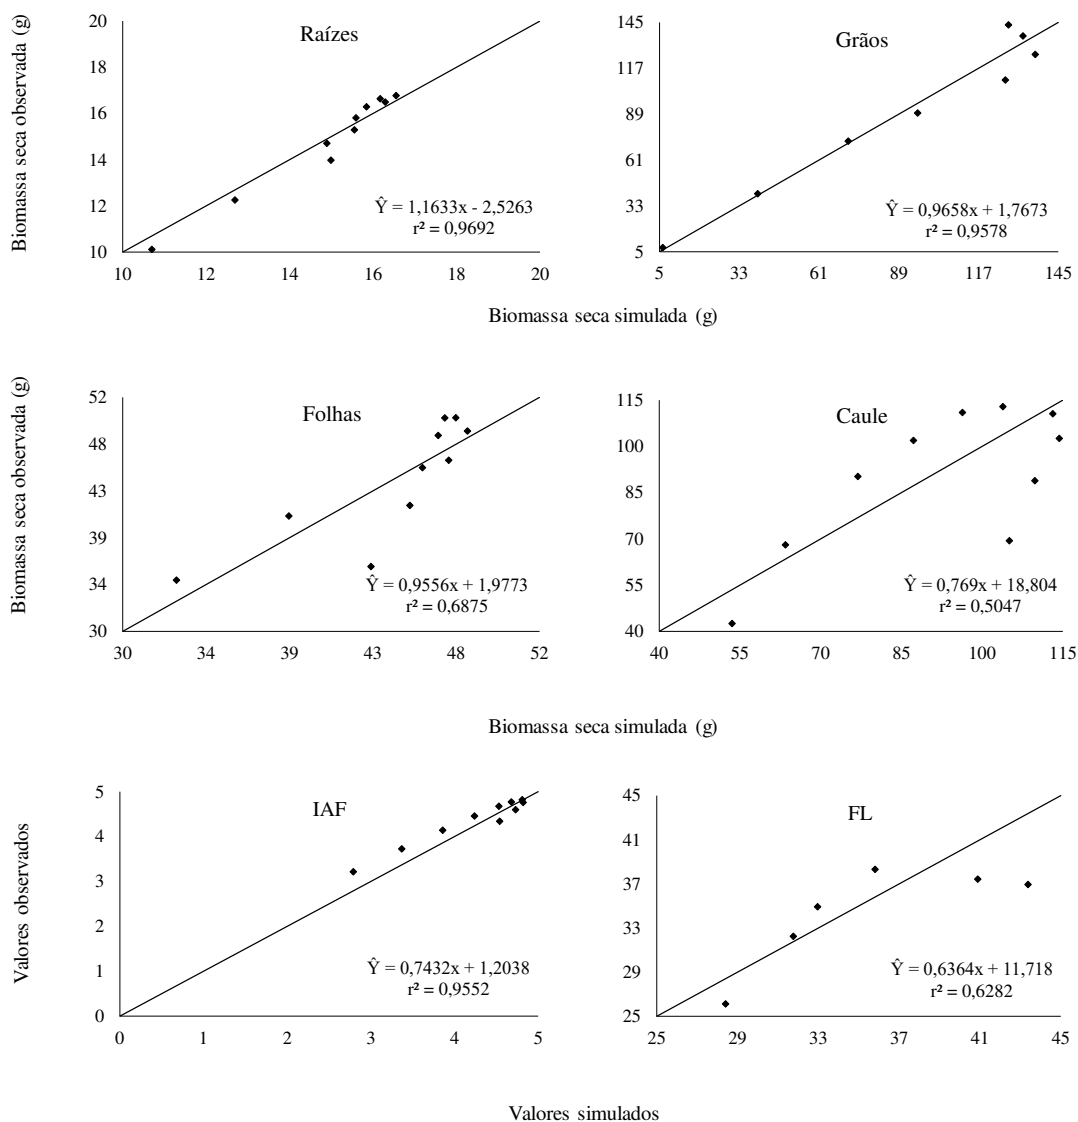 Biomassa seca observada (g)
20
18
16
14
12
10
Raízes
Ŷ = 1,1633x - 2,5263
r² = 0,9692
10 12 14 16 18 20
145
117
89
61
33
5
Grãos
Ŷ = 0,9658x + 1,7673
r² = 0,9578
5 33 61 89 117 145
Biomassa seca simulada (g)
Biomassa seca observada (g)
52
48
43
39
34
30
Folhas
Ŷ = 0,9556x + 1,9773
r² = 0,6875
30 34 39 43 48 52
115
100
85
70
55
40
Caule
Ŷ = 0,769x + 18,804
r² = 0,5047
40 55 70 85 100 115
Biomassa seca simulada (g)
Valores observados
5
4
3
2
1
0
IAF
Ŷ = 0,7432x + 1,2038
r² = 0,9552
0 1 2 3 4 5
45
41
37
33
29
25
FL
Ŷ = 0,6364x + 11,718
r² = 0,6282
25 29 33 37 41 45
Valores simulados